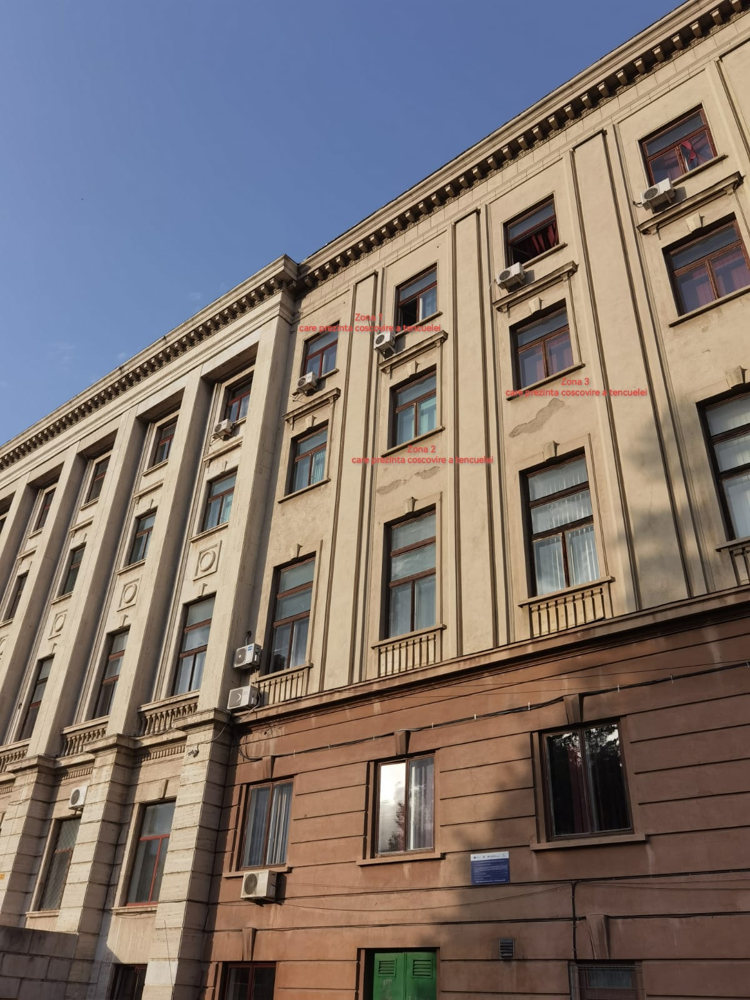 Zona 1
care prezinta coscovire a tencuelei
Zona 3
care prezinta coscovire a tencuelei
Zona 2
care prezinta coscovire a tencuelei